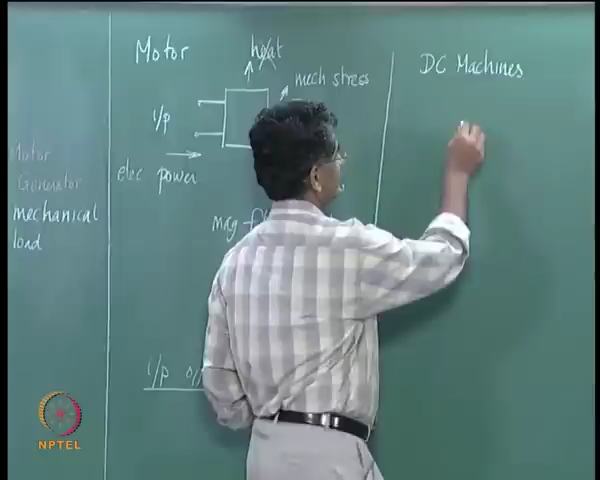 Motor
Generator
mechanical
load
Motor
heat
mech stress
i/p
elec power
mag
i/p o/
DC Machines
NPTEL